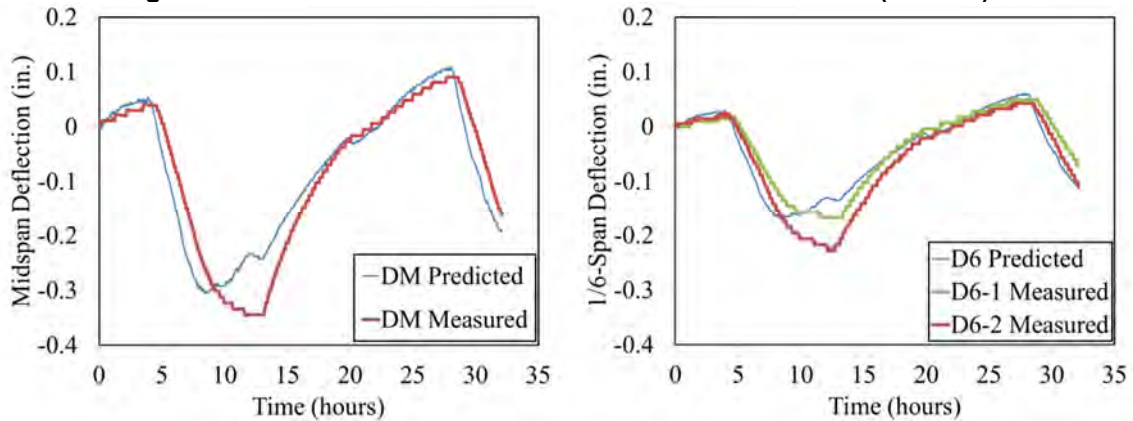 0.2
0.1
0
-0.1
-0.2
-0.3
-0.4
Midspan Deflection (in.)
DM Predicted
DM Measured
0 5 10 15 20 25 30 35
Time (hours)
0.2
0.1
0
-0.1
-0.2
-0.3
-0.4
1/6-Span Deflection (in.)
D6 Predicted
D6-1 Measured
D6-2 Measured
0 5 10 15 20 25 30 35
Time (hours)